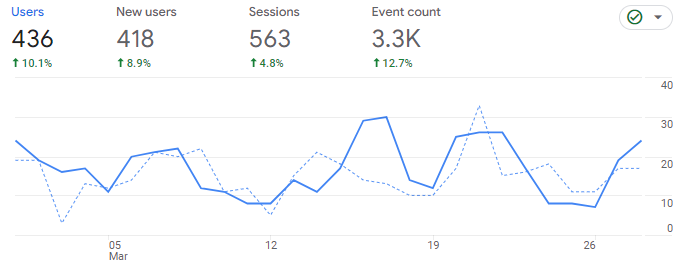 Users New users Sessions Event count
436 418 563 3.3K
↑ 10.1% ↑ 8.9% ↑ 4.8% ↑ 12.7%
40
30
20
10
0
05 12 19 26
Mar